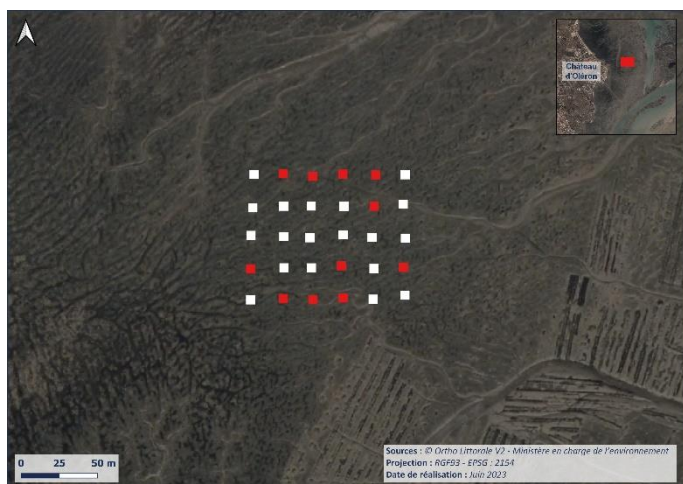 Château
d'Oléron
0 25 50 m
Sources : © Ortho Littorale V2 - Ministère en charge de l'environnement
Projection : RGF93 - EPSG : 2154
Date de réalisation : Juin 2023